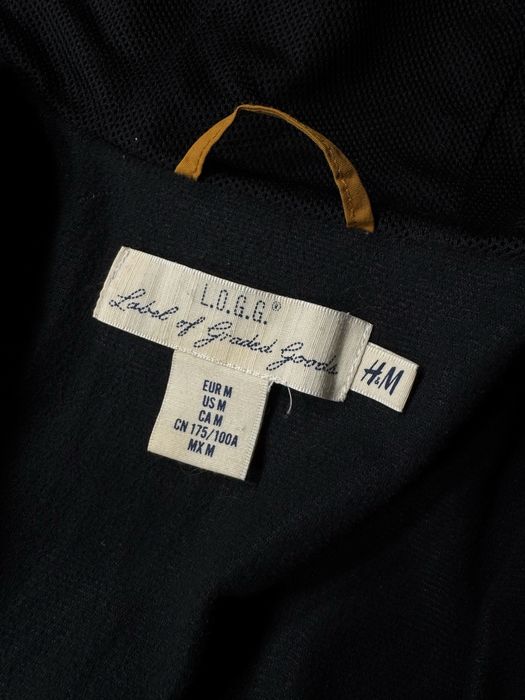 L.O.G.G.®
Label of Graded Goods
H&M
EUR M
US M
CA M
CN 175/100A
MX M